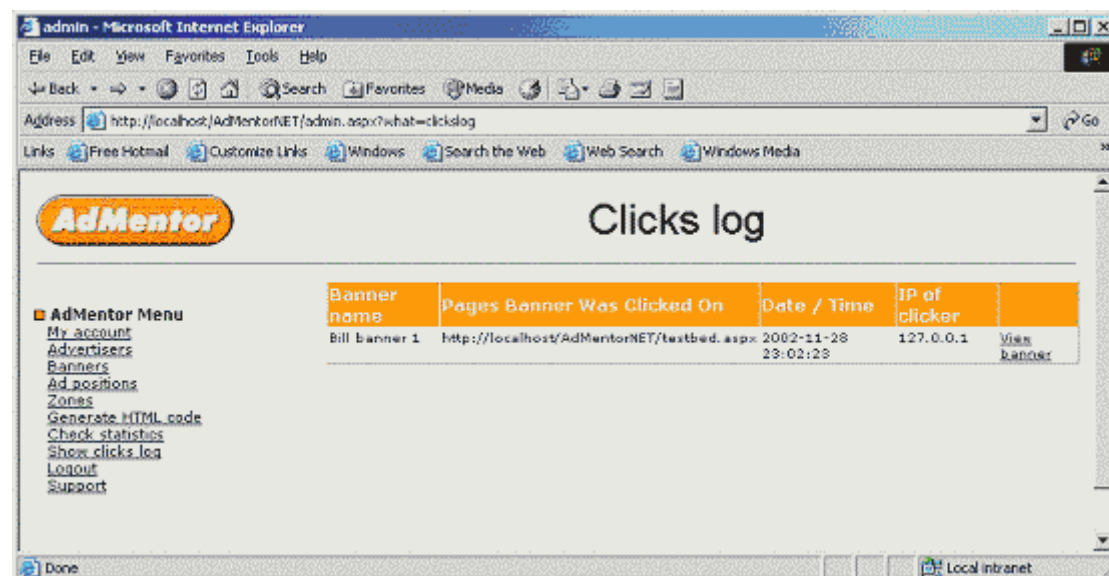 admin - Microsoft Internet Explorer
File Edit View Favorites Tools Help
Back Search Favorites Media
Address http://localhost/AdMentorNET/admin.aspx?what=clickslog Go
Links Free Hotmail Customize Links Windows Search the Web Web Search Windows Media »
AdMentor
Clicks log
AdMentor Menu
My account
Advertisers
Banners
Ad positions
Zones
Generate HTML code
Check statistics
Show clicks log
Logout
Support
Banner name Pages Banner Was Clicked On Date / Time IP of clicker
Bill banner 1 http://localhost/AdMentorNET/testbed.aspx 2002-11-28 23:02:23 127.0.0.1 View banner
Done Local intranet